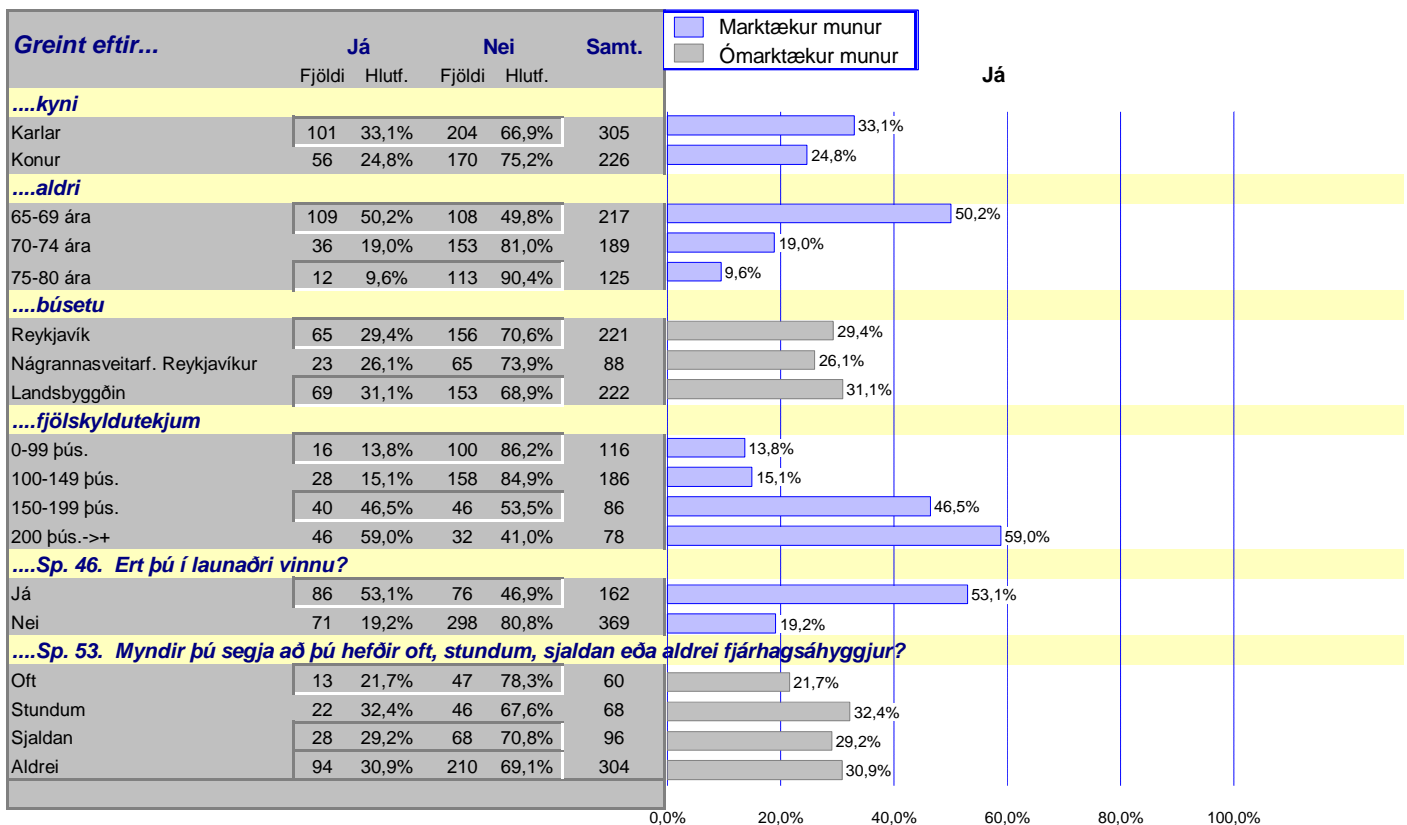 Greint eftir... Já Nei Samt.
Fjöldi Hlutf. Fjöldi Hlutf.
Marktækur munur
Ómarktækur munur
Já
....kyni
Karlar 101 33,1% 204 66,9% 305 33,1%
Konur 56 24,8% 170 75,2% 226 24,8%
....aldri
65-69 ára 109 50,2% 108 49,8% 217 50,2%
70-74 ára 36 19,0% 153 81,0% 189 19,0%
75-80 ára 12 9,6% 113 90,4% 125 9,6%
....búsetu
Reykjavík 65 29,4% 156 70,6% 221 29,4%
Nágrannasveitarf. Reykjavíkur 23 26,1% 65 73,9% 88 26,1%
Landsbyggðin 69 31,1% 153 68,9% 222 31,1%
....fjölskyldutekjum
0-99 þús. 16 13,8% 100 86,2% 116 13,8%
100-149 þús. 28 15,1% 158 84,9% 186 15,1%
150-199 þús. 40 46,5% 46 53,5% 86 46,5%
200 þús.->+ 46 59,0% 32 41,0% 78 59,0%
....Sp. 46. Ert þú í launaðri vinnu?
Já 86 53,1% 76 46,9% 162 53,1%
Nei 71 19,2% 298 80,8% 369 19,2%
....Sp. 53. Myndir þú segja að þú hefðir oft, stundum, sjaldan eða aldrei fjárhagsáhyggjur?
Oft 13 21,7% 47 78,3% 60 21,7%
Stundum 22 32,4% 46 67,6% 68 32,4%
Sjaldan 28 29,2% 68 70,8% 96 29,2%
Aldrei 94 30,9% 210 69,1% 304 30,9%
0,0% 20,0% 40,0% 60,0% 80,0% 100,0%